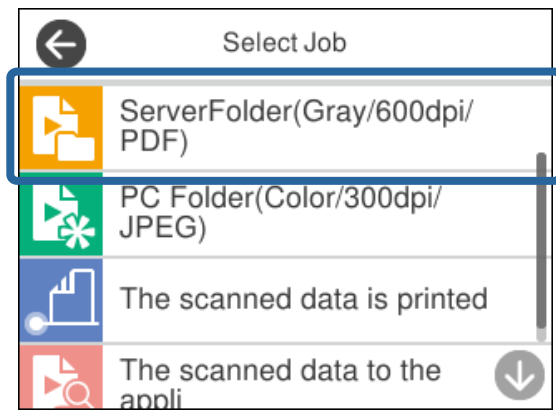 Select Job
ServerFolder(Gray/600dpi/
PDF)
PC Folder(Color/300dpi/
JPEG)
The scanned data is printed
The scanned data to the
appli